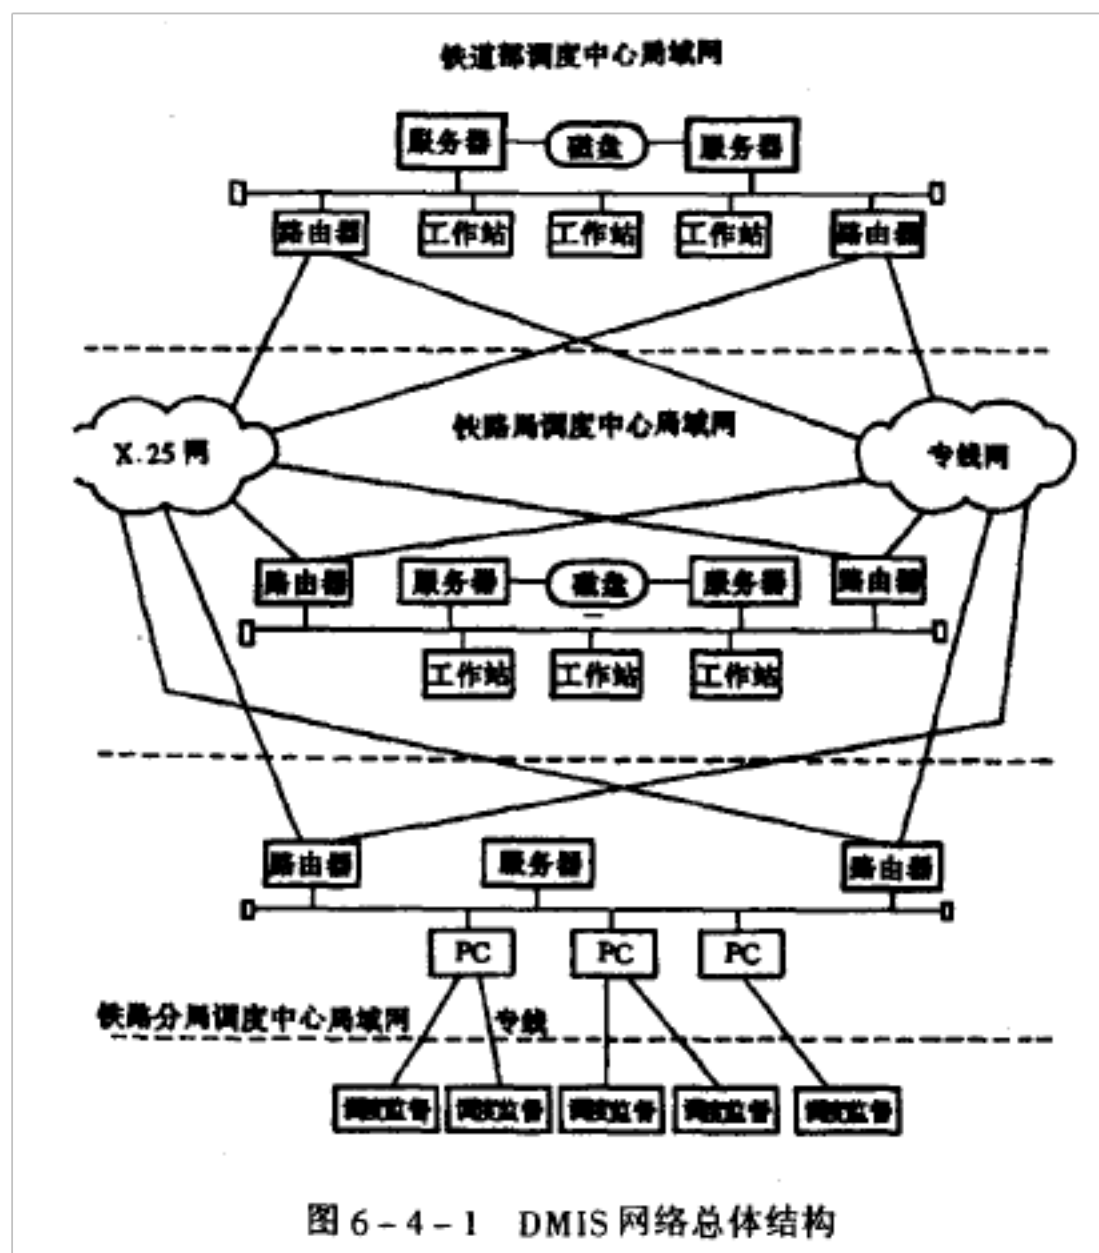 铁道部调度中心局域网
服务器 磁盘 服务器
路由器 工作站 工作站 工作站 路由器
铁路局调度中心局域网
X.25网 专线网
路由器 服务器 磁盘 服务器 路由器
工作站 工作站 工作站
路由器 服务器 路由器
PC PC PC
铁路分局调度中心局域网 专线
调度监督 调度监督 调度监督 调度监督 调度监督
图6-4-1 DMIS网络总体结构